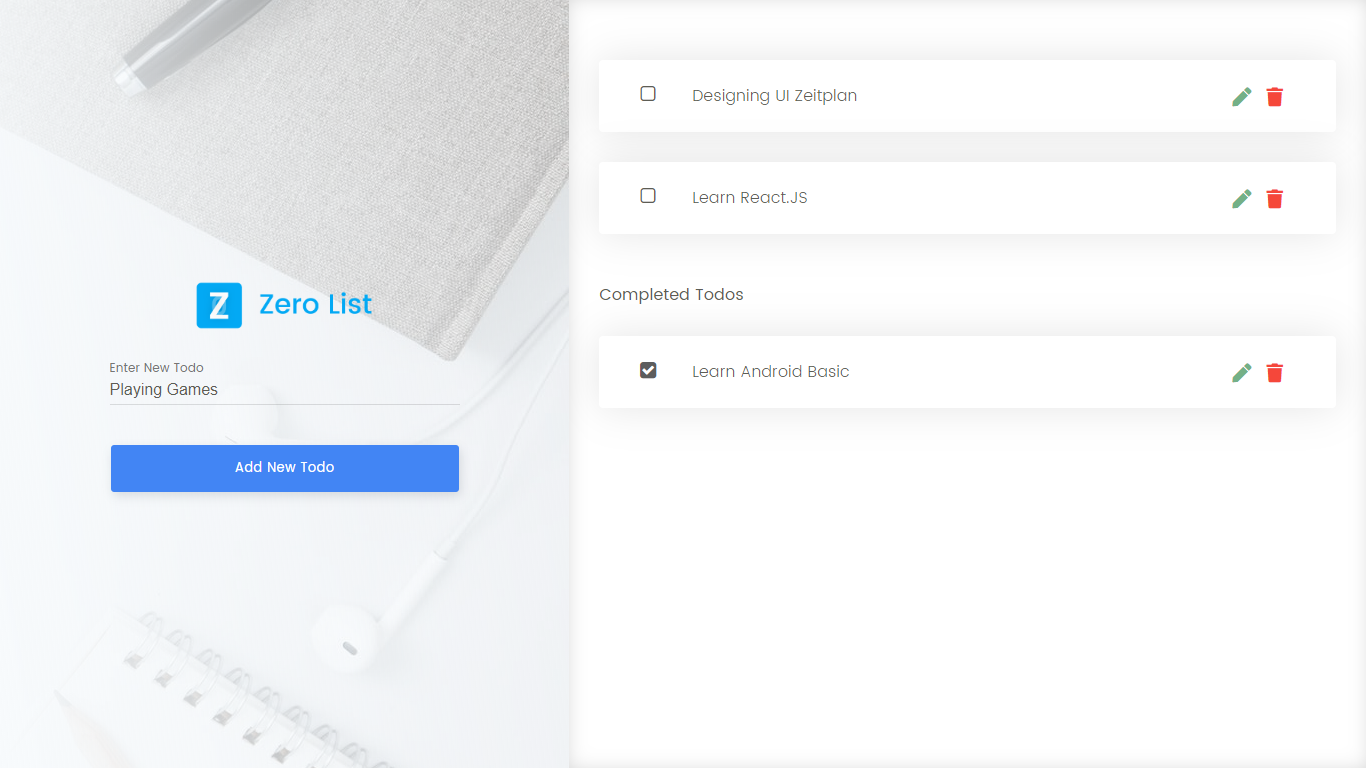 Zero List
Enter New Todo
Playing Games
Add New Todo
Designing UI Zeitplan
Learn React.JS
Completed Todos
Learn Android Basic